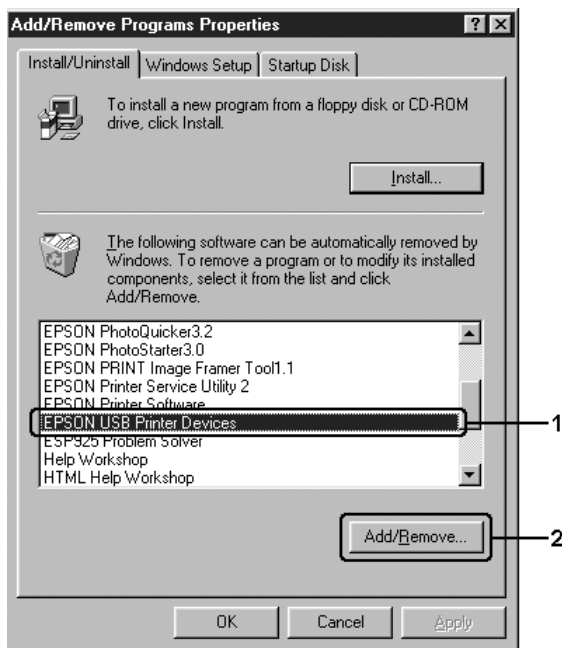 Add/Remove Programs Properties
Install/Uninstall Windows Setup Startup Disk
To install a new program from a floppy disk or CD-ROM
drive, click Install.
Install...
The following software can be automatically removed by
Windows. To remove a program or to modify its installed
components, select it from the list and click
Add/Remove.
EPSON PhotoQuicker3.2
EPSON PhotoStarter3.0
EPSON PRINT Image Framer Tool1.1
EPSON Printer Service Utility 2
EPSON Printer Software
EPSON USB Printer Devices
1
ESP925 Problem Solver
Help Workshop
HTML Help Workshop
Add/Remove...
2
OK Cancel Apply